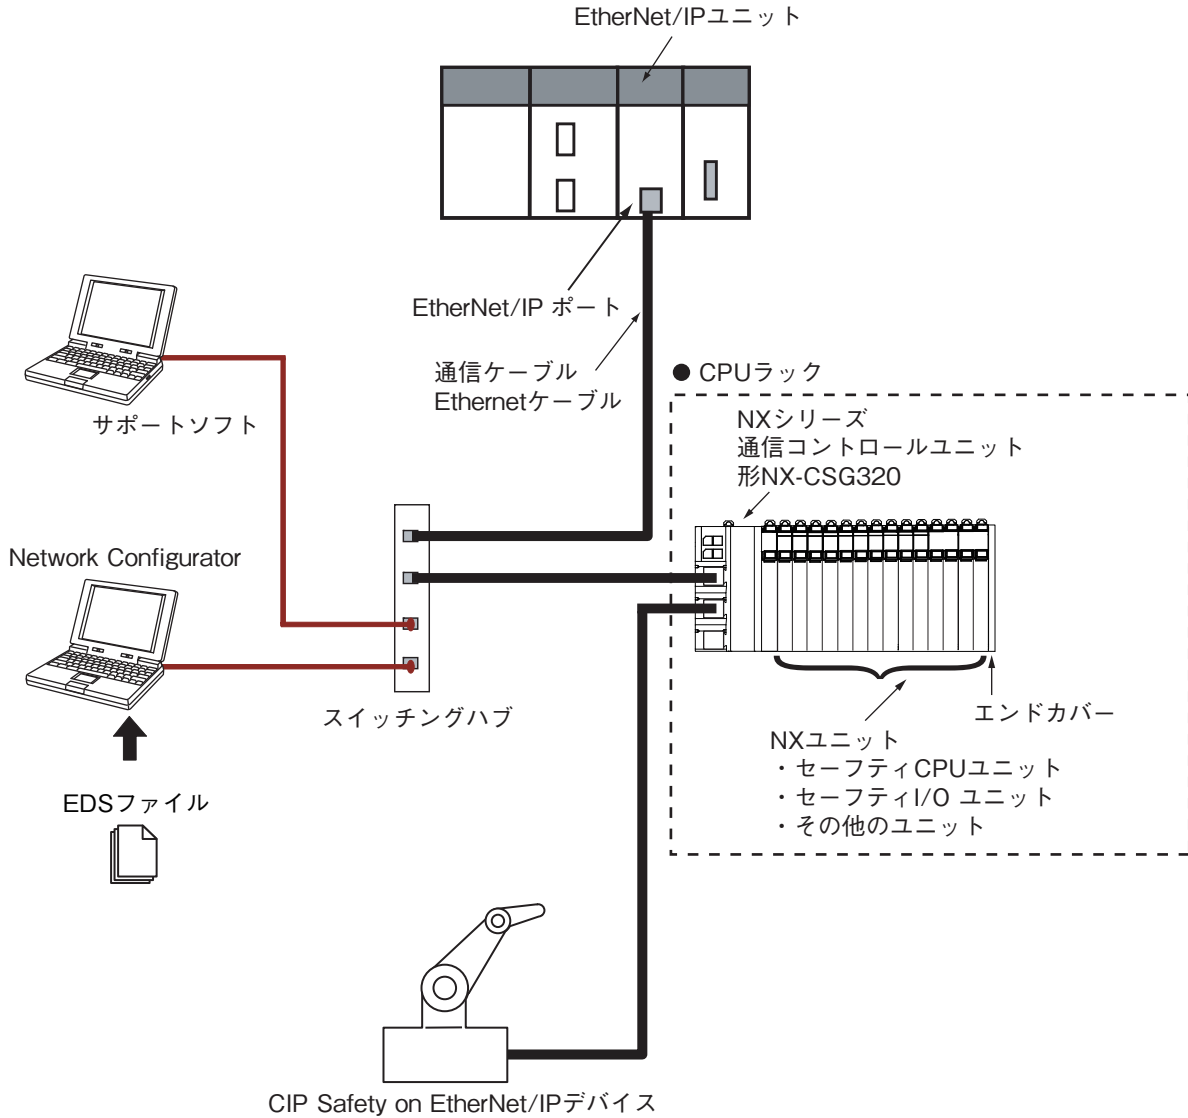 EtherNet/IPユニット
EtherNet/IP ポート
通信ケーブル
Ethernetケーブル
サポートソフト
● CPUラック
NXシリーズ
通信コントロールユニット
形NX-CSG320
Network Configurator
スイッチングハブ
エンドカバー
NXユニット
・セーフティCPUユニット
・セーフティI/O ユニット
・その他のユニット
EDSファイル
CIP Safety on EtherNet/IPデバイス